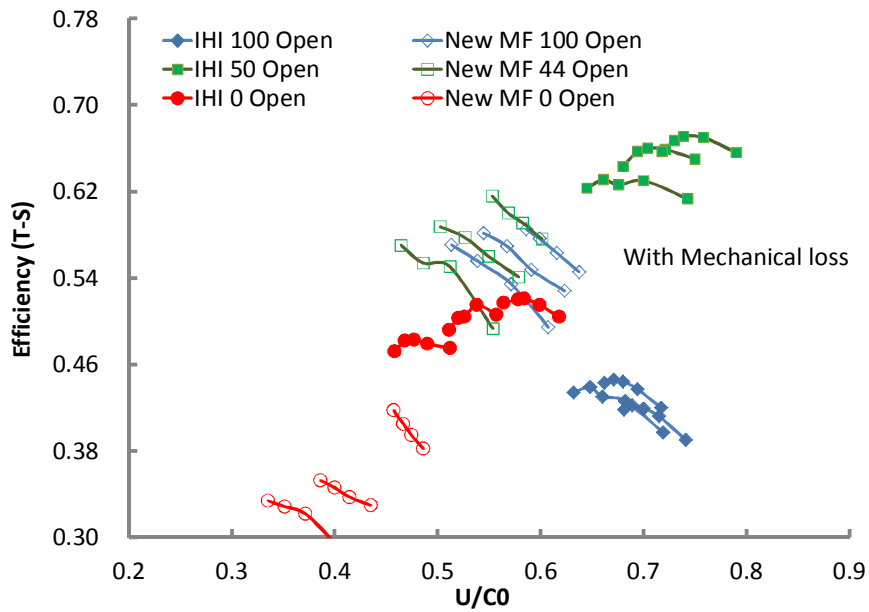 0.78
0.70
0.62
0.54
0.46
0.38
0.30
Efficiency (T-S)
IHI 100 Open
New MF 100 Open
IHI 50 Open
New MF 44 Open
IHI 0 Open
New MF 0 Open
With Mechanical loss
0.2 0.3 0.4 0.5 0.6 0.7 0.8 0.9
U/C0